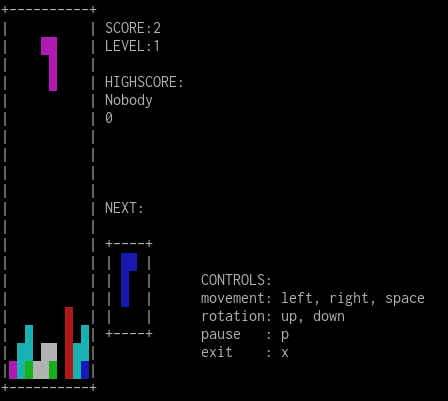 SCORE:2
LEVEL:1
HIGHSCORE:
Nobody
0
NEXT:
CONTROLS:
movement: left, right, space
rotation: up, down
pause   : p
exit    : x